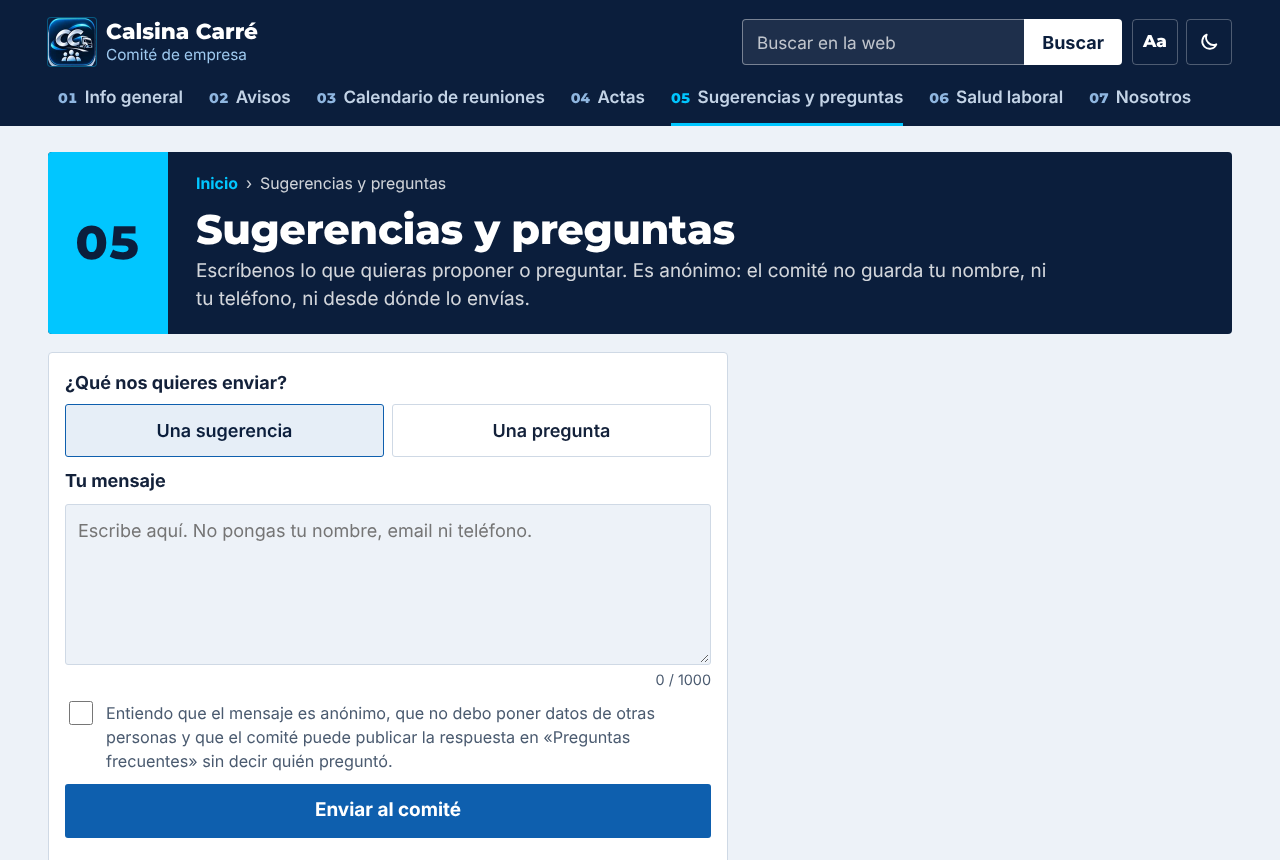 CC
Calsina Carré
Comité de empresa
Buscar en la web
Buscar
Aa
01 Info general
02 Avisos
03 Calendario de reuniones
04 Actas
05 Sugerencias y preguntas
06 Salud laboral
07 Nosotros
05
Inicio › Sugerencias y preguntas
Sugerencias y preguntas
Escríbenos lo que quieras proponer o preguntar. Es anónimo: el comité no guarda tu nombre, ni
tu teléfono, ni desde dónde lo envías.
¿Qué nos quieres enviar?
Una sugerencia
Una pregunta
Tu mensaje
Escribe aquí. No pongas tu nombre, email ni teléfono.
0 / 1000
Entiendo que el mensaje es anónimo, que no debo poner datos de otras
personas y que el comité puede publicar la respuesta en «Preguntas
frecuentes» sin decir quién preguntó.
Enviar al comité